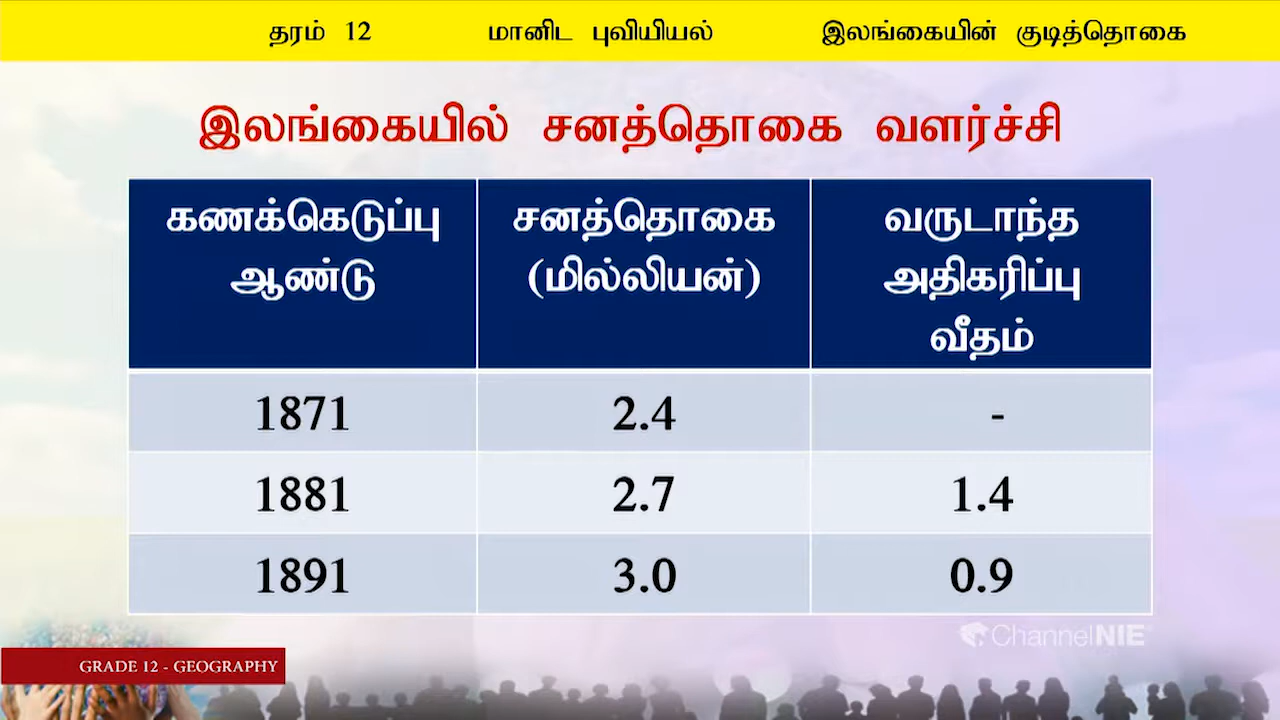 தரம் 12 மானிட புவியியல் இலங்கையின் குடித்தொகை
இலங்கையில் சனத்தொகை வளர்ச்சி
கணக்கெடுப்பு ஆண்டு சனத்தொகை (மில்லியன்) வருடாந்த அதிகரிப்பு வீதம்
1871 2.4 -
1881 2.7 1.4
1891 3.0 0.9
ChannelNIE
GRADE 12 - GEOGRAPHY